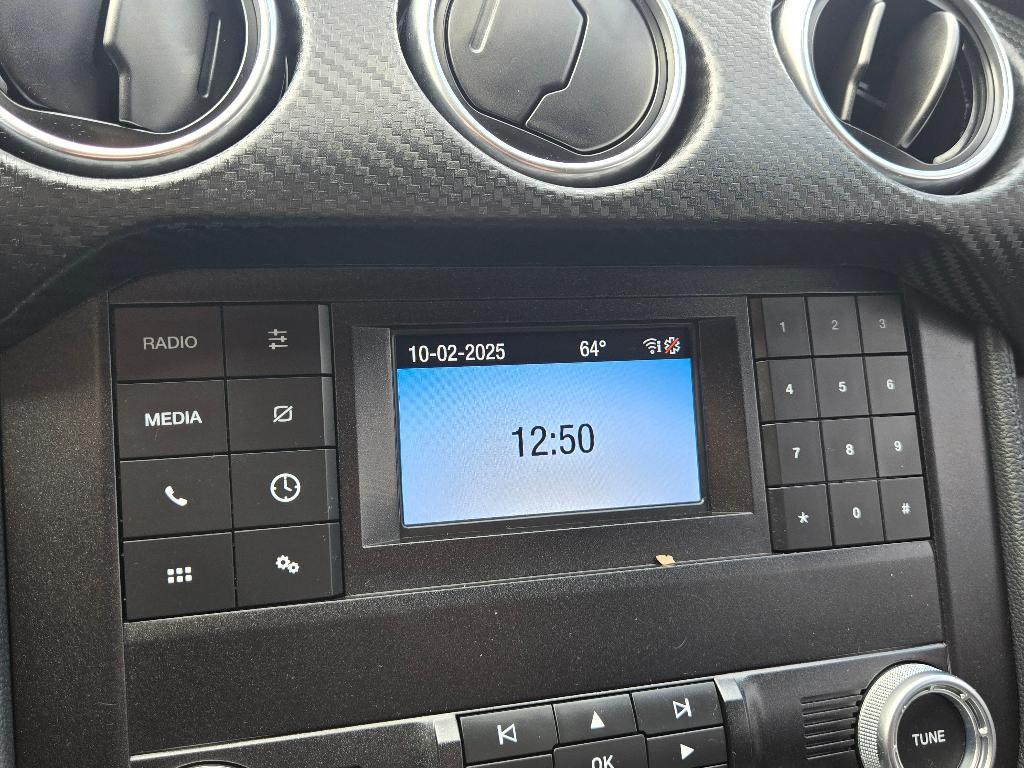 10-02-2025 64°
12:50
RADIO
MEDIA
1 2 3
4 5 6
7 8 9
* 0 #
OK
TUNE